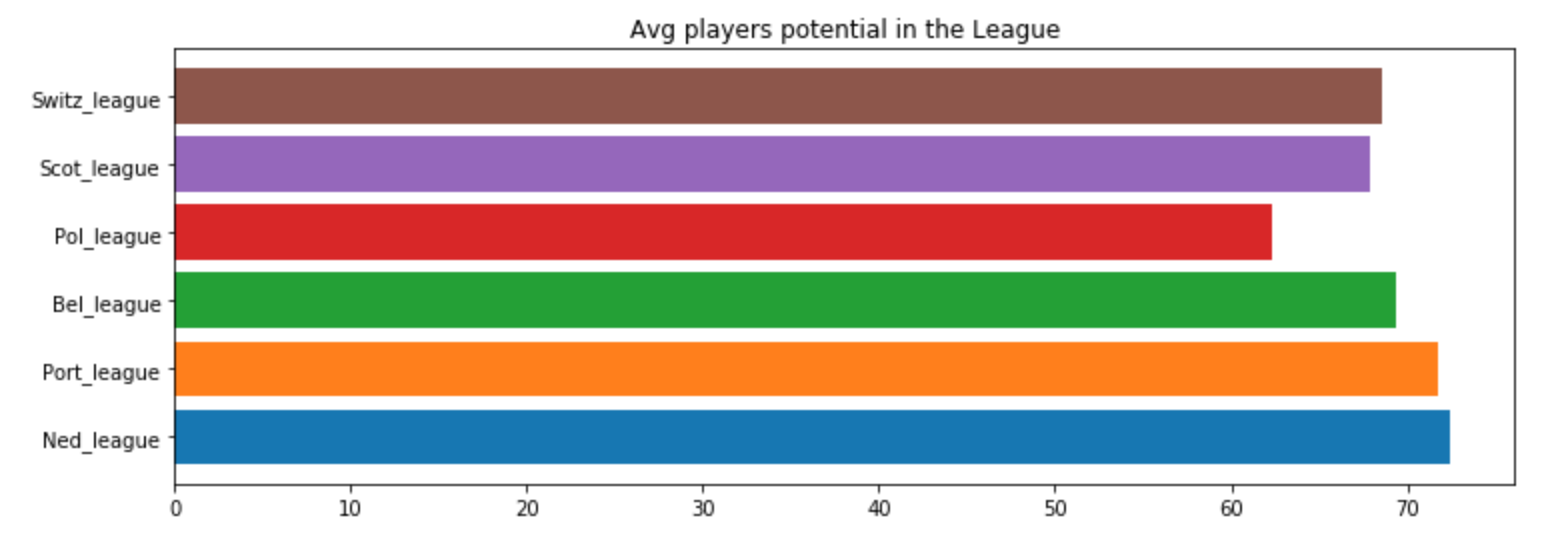 Avg players potential in the League
Switz_league
Scot_league
Pol_league
Bel_league
Port_league
Ned_league
0 10 20 30 40 50 60 70